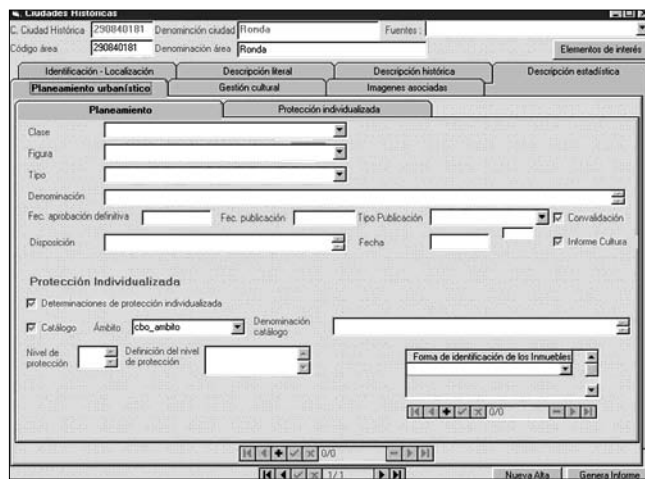 Ciudades Históricas
C. Ciudad Histórica 290840181 Denominción ciudad Ronda Fuentes :
Código área 290840181 Denominación área Ronda Elementos de interés
Identificación - Localización Descripción literal Descripción histórica Descripción estadística
Planeamiento urbanístico Gestión cultural Imagenes asociadas
Planeamiento Protección individualizada
Clase
Figura
Tipo
Denominación
Fec. aprobación definitiva Fec. publicación Tipo Publicación Convalidación
Disposición Fecha Informe Cultura
Protección Individualizada
Determinaciones de protección individualizada
Catálogo Ámbito cbo_ambito Denominación catálogo
Nivel de protección Definición del nivel de protección Forma de identificación de los Inmuebles
0/0
0/0
1/1 Nueva Alta Genera Informe